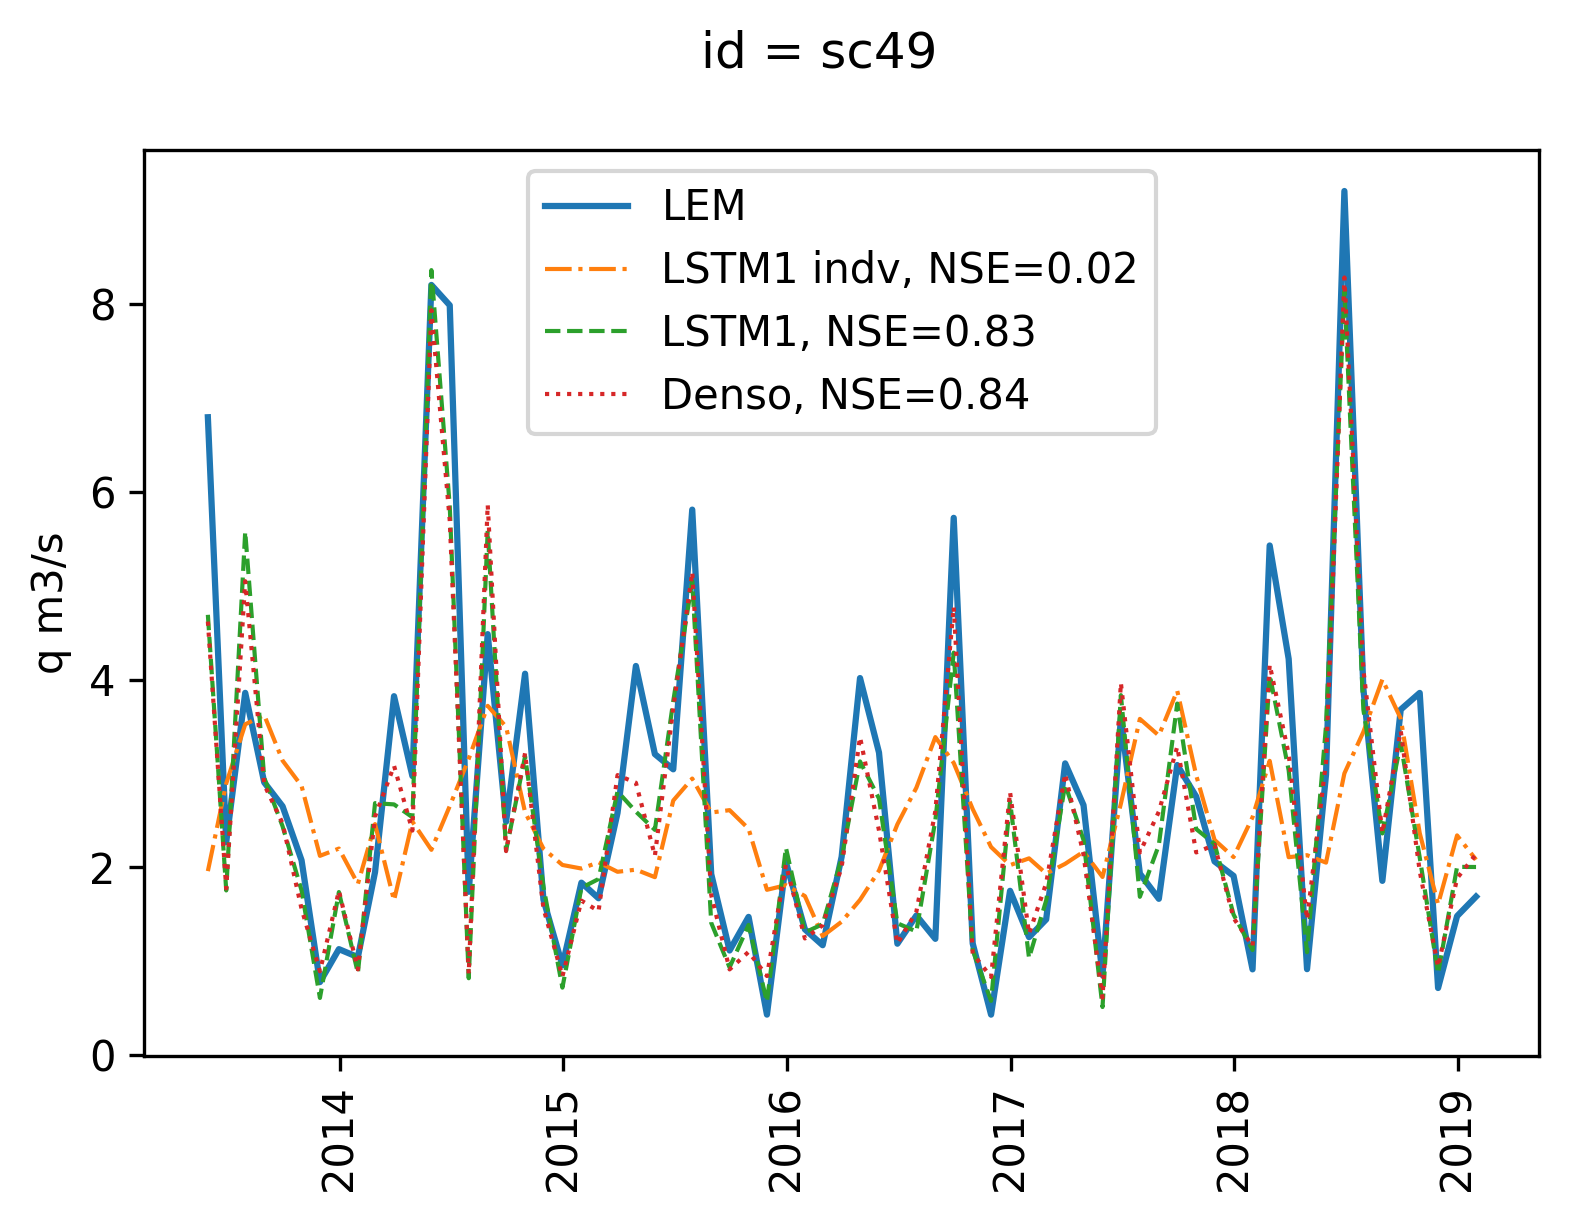 id = sc49
LEM
LSTM1 indv, NSE=0.02
LSTM1, NSE=0.83
Denso, NSE=0.84
q m3/s
8
6
4
2
0
2014
2015
2016
2017
2018
2019